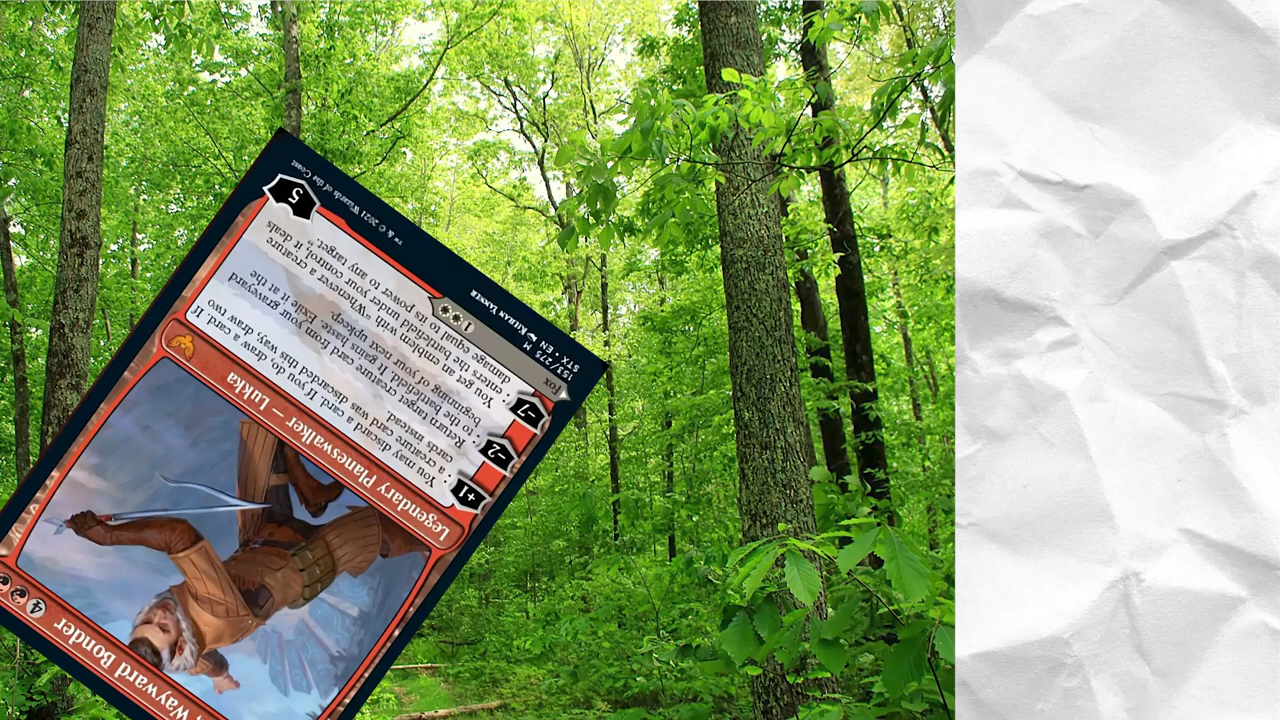 Wayward Bonder
4
Legendary Planeswalker — Lukka
+1 : You may discard a card. If you do, draw a card. If
a creature card was discarded this way, draw two
cards instead.
−2 : Return target creature card from your graveyard
to the battlefield. It gains haste. Exile it at the
beginning of your next upkeep.
−7 : You get an emblem with “Whenever a creature
enters the battlefield under your control, it deals
damage equal to its power to any target.”
5
Fox 1
153/275 M
STX • EN Kieran Yanner
™ & © 2021 Wizards of the Coast